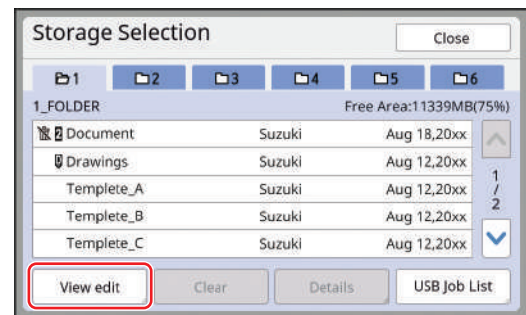 Storage Selection
Close
1 2 3 4 5 6
1_FOLDER Free Area:11339MB(75%)
2 Document Suzuki Aug 18,20xx
Drawings Suzuki Aug 12,20xx
Templete_A Suzuki Aug 12,20xx
Templete_B Suzuki Aug 12,20xx
Templete_C Suzuki Aug 12,20xx
1
/
2
View edit Clear Details USB Job List